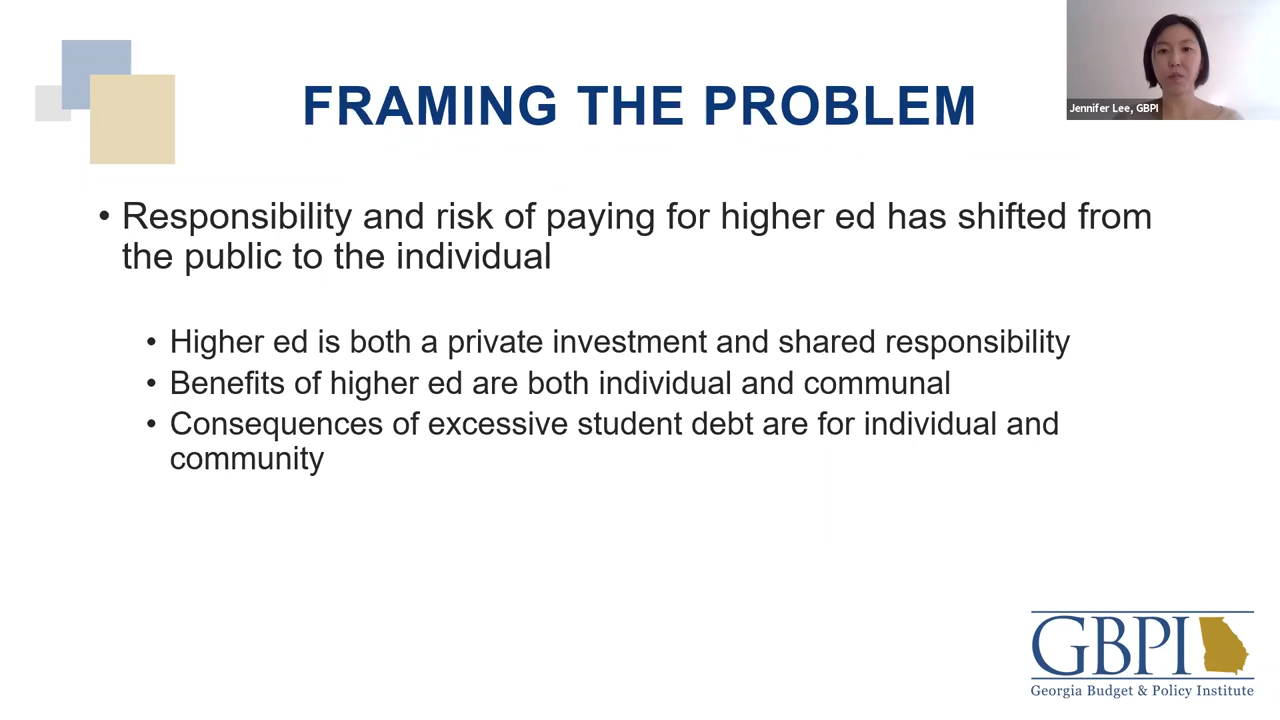 FRAMING THE PROBLEM
Jennifer Lee, GBPI
• Responsibility and risk of paying for higher ed has shifted from
the public to the individual
• Higher ed is both a private investment and shared responsibility
• Benefits of higher ed are both individual and communal
• Consequences of excessive student debt are for individual and
community
GBPI
Georgia Budget & Policy Institute